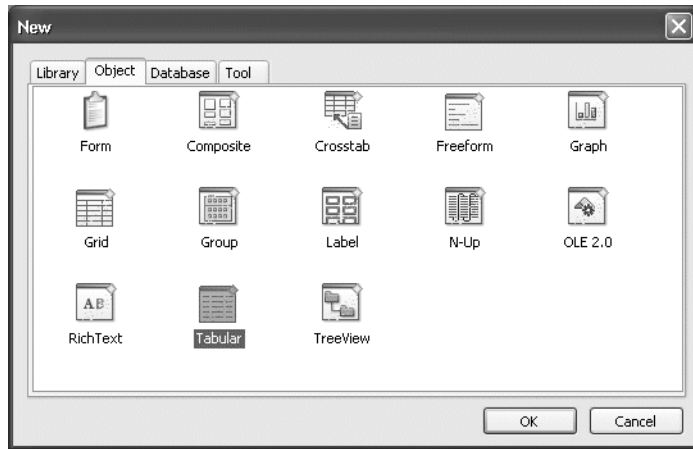 New
Library Object Database Tool
Form Composite Crosstab Freeform Graph
Grid Group Label N-Up OLE 2.0
AB
RichText Tabular TreeView
OK Cancel